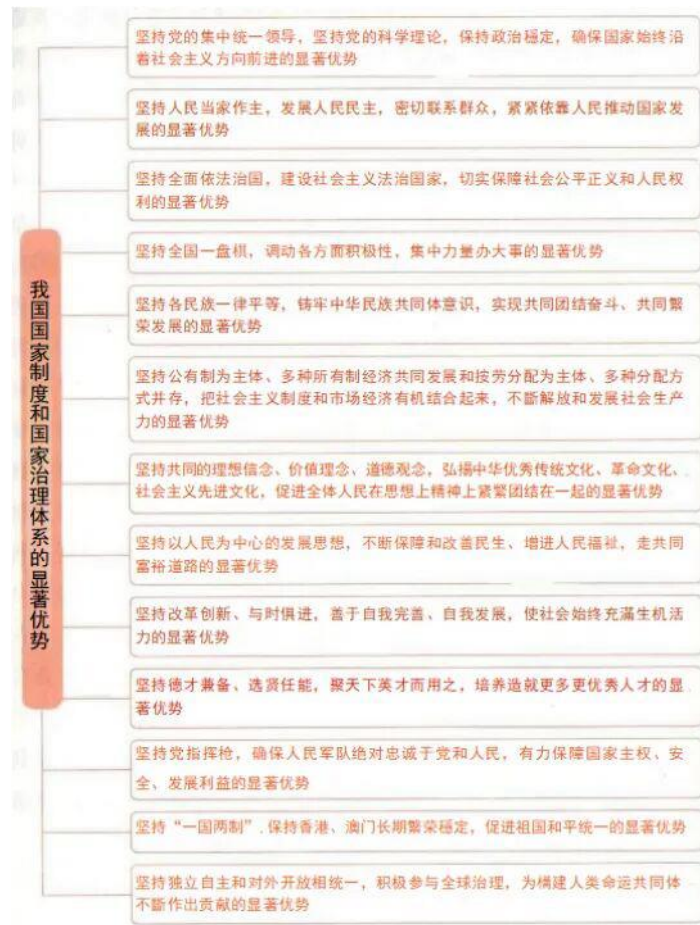 坚持党的集中统一领导，坚持党的科学理论，保持政治稳定，确保国家始终沿
着社会主义方向前进的显著优势
坚持人民当家作主，发展人民民主，密切联系群众，紧紧依靠人民推动国家发
展的显著优势
坚持全面依法治国，建设社会主义法治国家，切实保障社会公平正义和人民权
利的显著优势
坚持全国一盘棋，调动各方面积极性，集中力量办大事的显著优势
坚持各民族一律平等，铸牢中华民族共同体意识，实现共同团结奋斗、共同繁
荣发展的显著优势
我国国家制度和国家治理体系的显著优势
坚持公有制为主体、多种所有制经济共同发展和按劳分配为主体、多种分配方
式并存，把社会主义制度和市场经济有机结合起来，不断解放和发展社会生产
力的显著优势
坚持共同的理想信念、价值理念、道德观念，弘扬中华优秀传统文化、革命文化、
社会主义先进文化，促进全体人民在思想上精神上紧紧团结在一起的显著优势
坚持以人民为中心的发展思想，不断保障和改善民生、增进人民福祉，走共同
富裕道路的显著优势
坚持改革创新、与时俱进，善于自我完善、自我发展，使社会始终充满生机活
力的显著优势
坚持德才兼备、选贤任能，聚天下英才而用之，培养造就更多更优秀人才的显
著优势
坚持党指挥枪，确保人民军队绝对忠诚于党和人民，有力保障国家主权、安
全、发展利益的显著优势
坚持“一国两制”.保持香港、澳门长期繁荣稳定，促进祖国和平统一的显著优势
坚持独立自主和对外开放相统一，积极参与全球治理，为构建人类命运共同体
不断作出贡献的显著优势